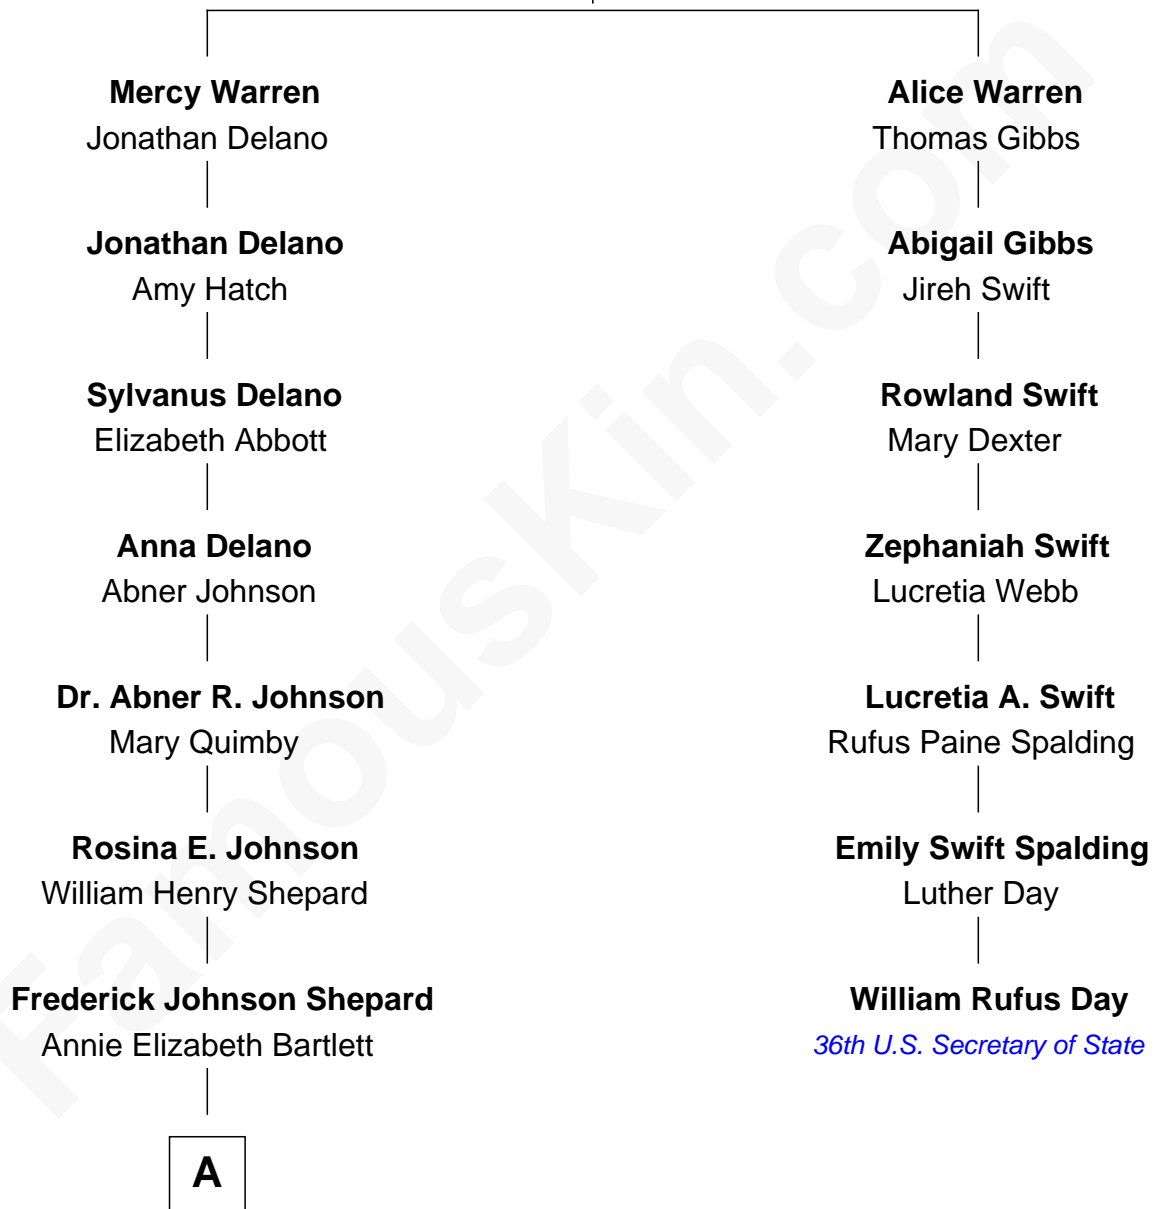 Mercy Warren
Jonathan Delano
Alice Warren
Thomas Gibbs
Jonathan Delano
Amy Hatch
Abigail Gibbs
Jireh Swift
Sylvanus Delano
Elizabeth Abbott
Rowland Swift
Mary Dexter
Anna Delano
Abner Johnson
Zephaniah Swift
Lucretia Webb
Dr. Abner R. Johnson
Mary Quimby
Lucretia A. Swift
Rufus Paine Spalding
Rosina E. Johnson
William Henry Shepard
Emily Swift Spalding
Luther Day
Frederick Johnson Shepard
Annie Elizabeth Bartlett
William Rufus Day
36th U.S. Secretary of State
A
FamousKin.com